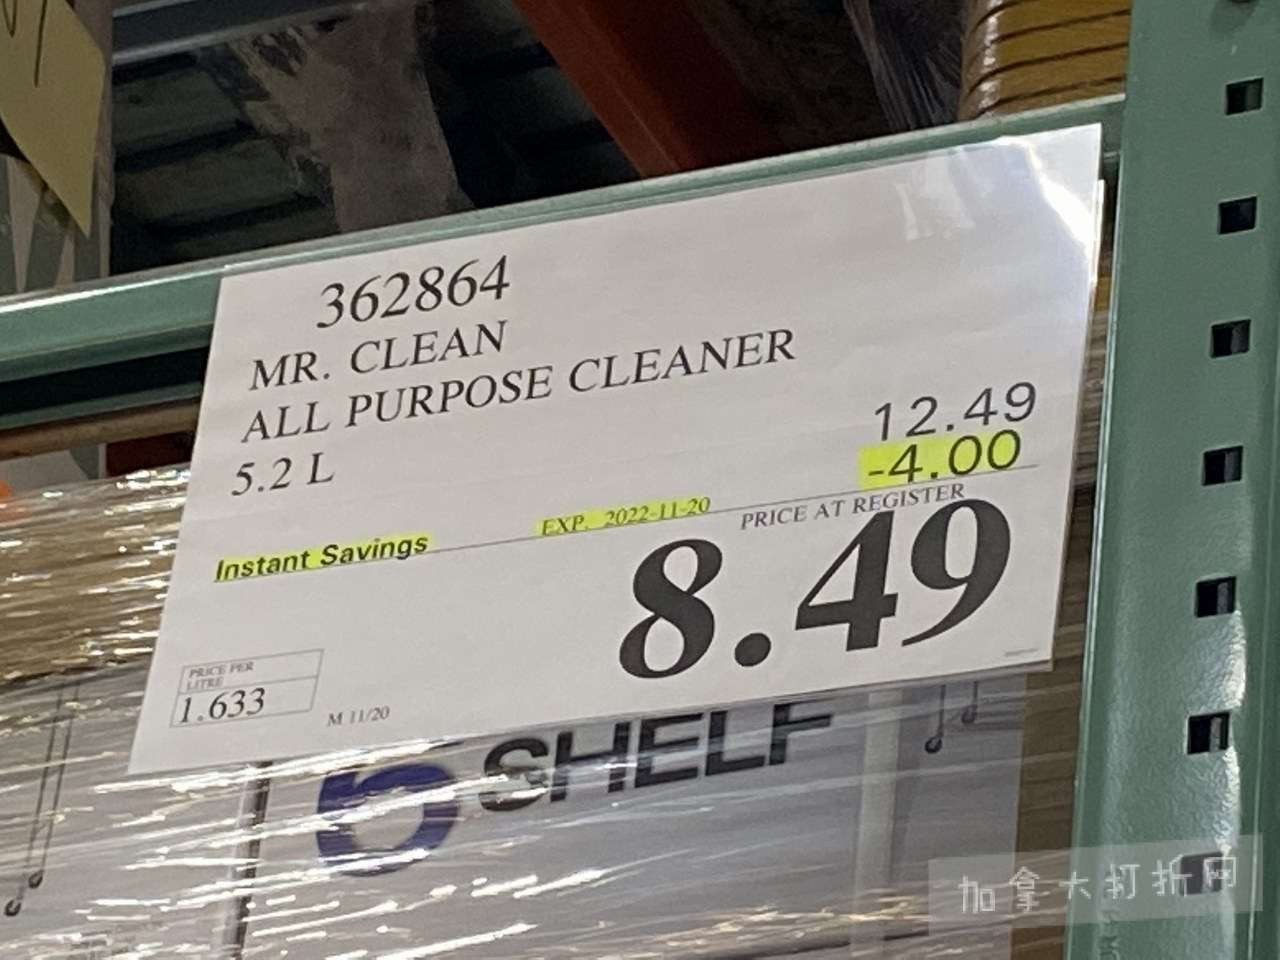 362864
MR. CLEAN
ALL PURPOSE CLEANER
5.2 L
12.49
-4.00
Instant Savings
EXP. 2022-11-20
PRICE AT REGISTER
8.49
PRICE PER
LITRE
1.633
M 11/20
5 SHELF
加拿大打折网